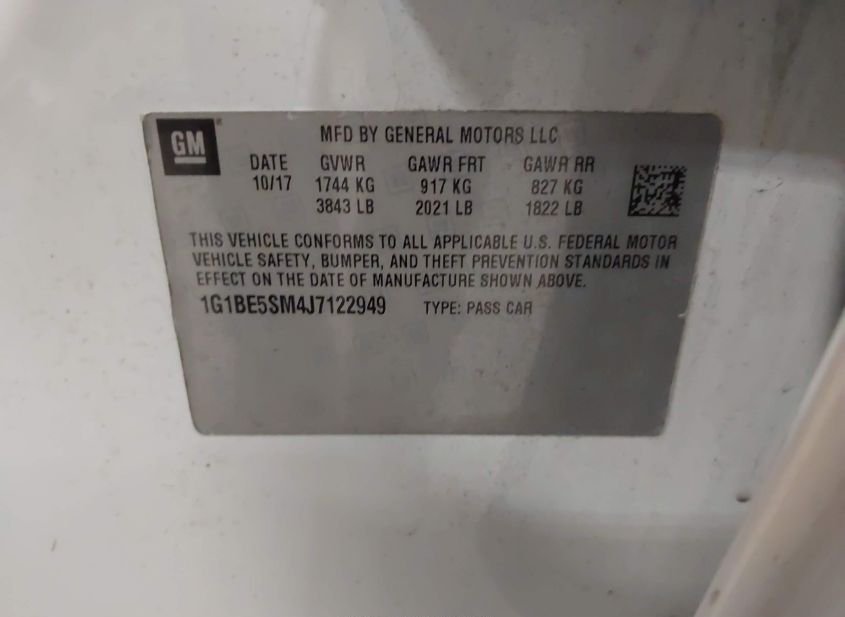 GM
MFD BY GENERAL MOTORS LLC
DATE GVWR GAWR FRT GAWR RR
10/17 1744 KG 917 KG 827 KG
3843 LB 2021 LB 1822 LB
THIS VEHICLE CONFORMS TO ALL APPLICABLE U.S. FEDERAL MOTOR
VEHICLE SAFETY, BUMPER, AND THEFT PREVENTION STANDARDS IN
EFFECT ON THE DATE OF MANUFACTURE SHOWN ABOVE.
1G1BE5SM4J7122949 TYPE: PASS CAR